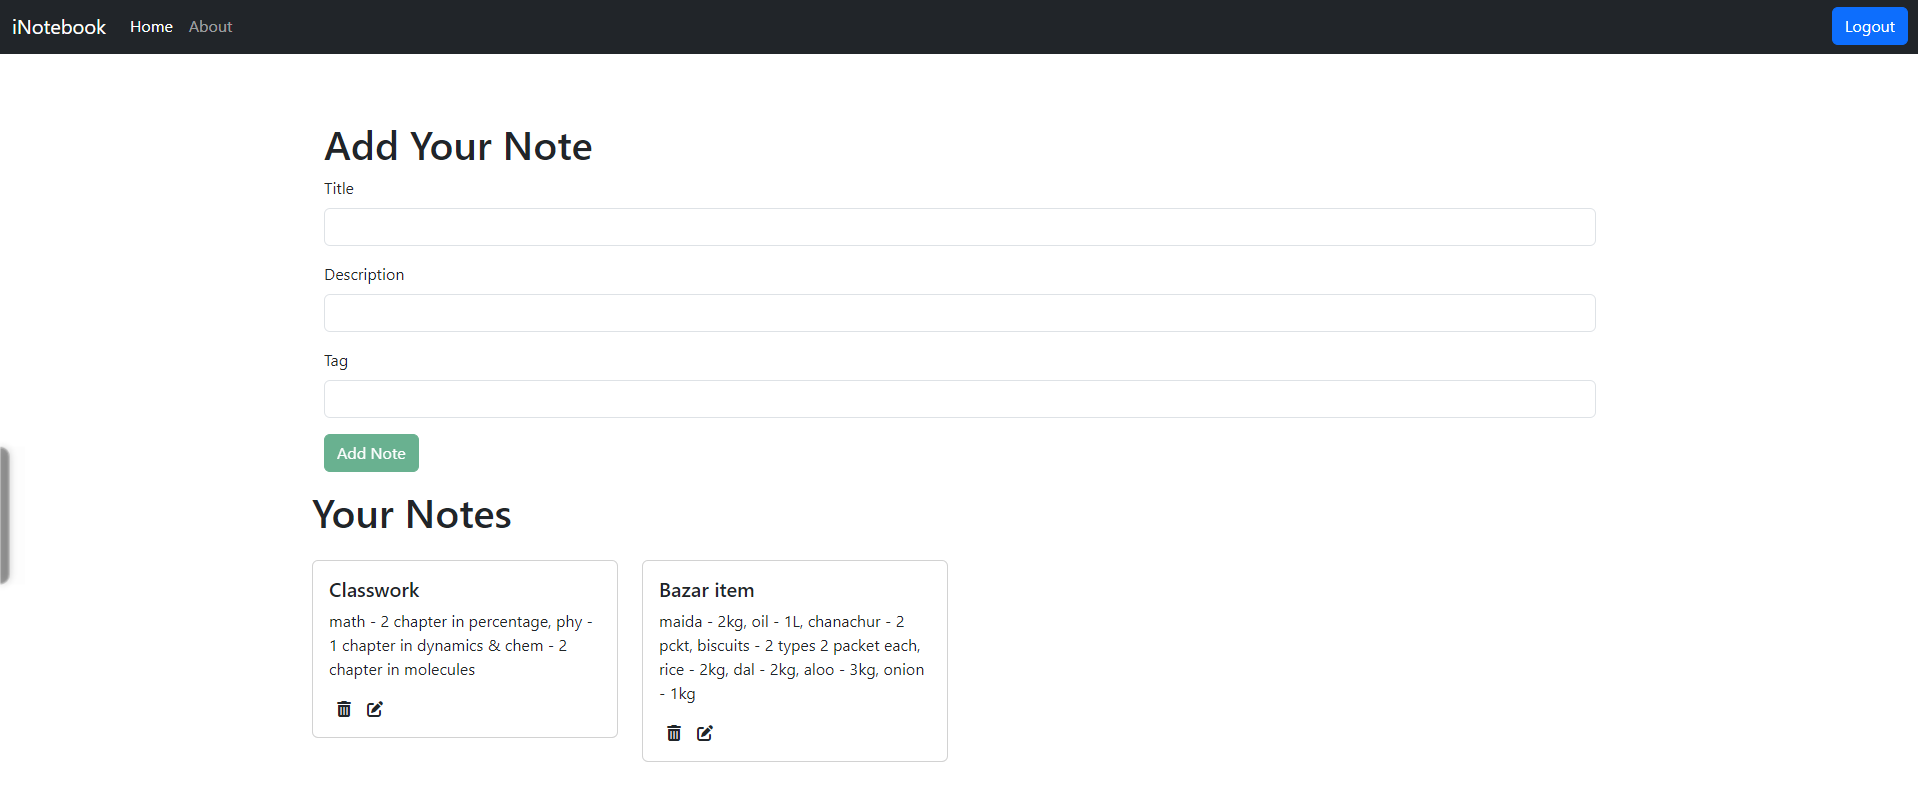 iNotebook Home About Logout
Add Your Note
Title
Description
Tag
Add Note
Your Notes
Classwork
math - 2 chapter in percentage, phy -
1 chapter in dynamics & chem - 2
chapter in molecules
Bazar item
maida - 2kg, oil - 1L, chanachur - 2
pckt, biscuits - 2 types 2 packet each,
rice - 2kg, dal - 2kg, aloo - 3kg, onion
- 1kg